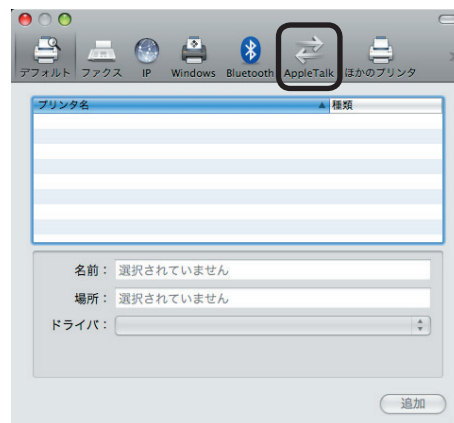 デフォルト ファクス IP Windows Bluetooth AppleTalk ほかのプリンタ
プリンタ名 種類
名前： 選択されていません
場所： 選択されていません
ドライバ：
追加